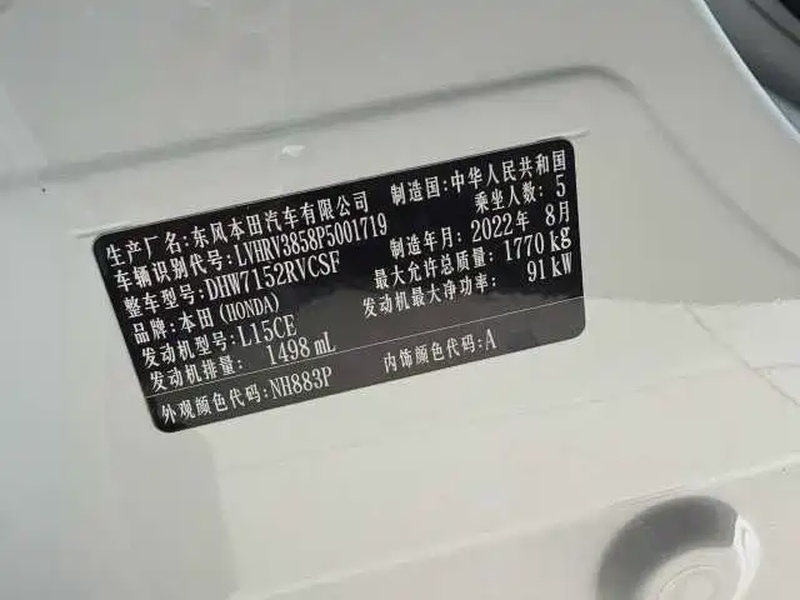 生产厂名:东风本田汽车有限公司 制造国:中华人民共和国
车辆识别代号:LVHRV3858P5001719 乘坐人数: 5
整车型号:DHW7152RVCSF 制造年月: 2022年 8月
品牌:本田(HONDA) 最大允许总质量: 1770 kg
发动机型号:L15CE 发动机最大净功率: 91 kW
发动机排量: 1498 mL
外观颜色代码:NH883P 内饰颜色代码:A